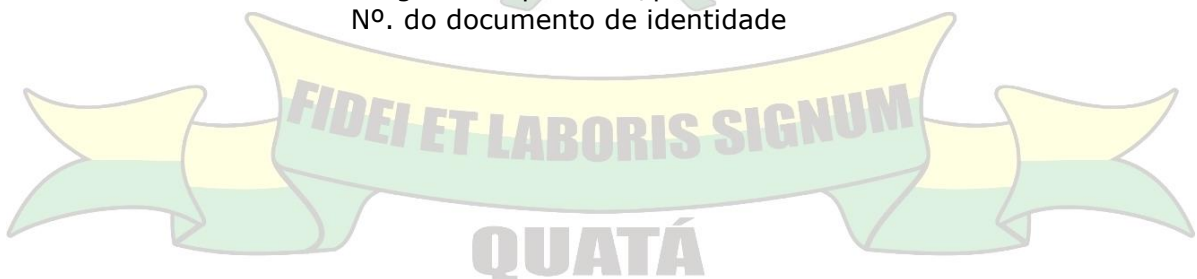 Nº. do documento de identidade
FIDEI ET LABORIS SIGNUM
QUATÁ